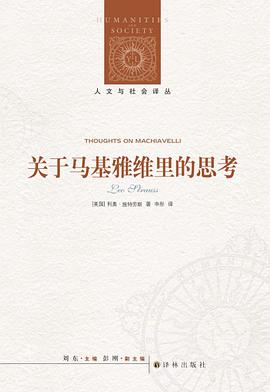 HUMANITIES
AND
SOCIETY
人文与社会译丛
THOUGHTS ON MACHIAVELLI
关于马基雅维里的思考
Leo Strauss
[美国] 利奥·施特劳斯 著 申彤 译
刘东·主编 彭刚·副主编
译林出版社